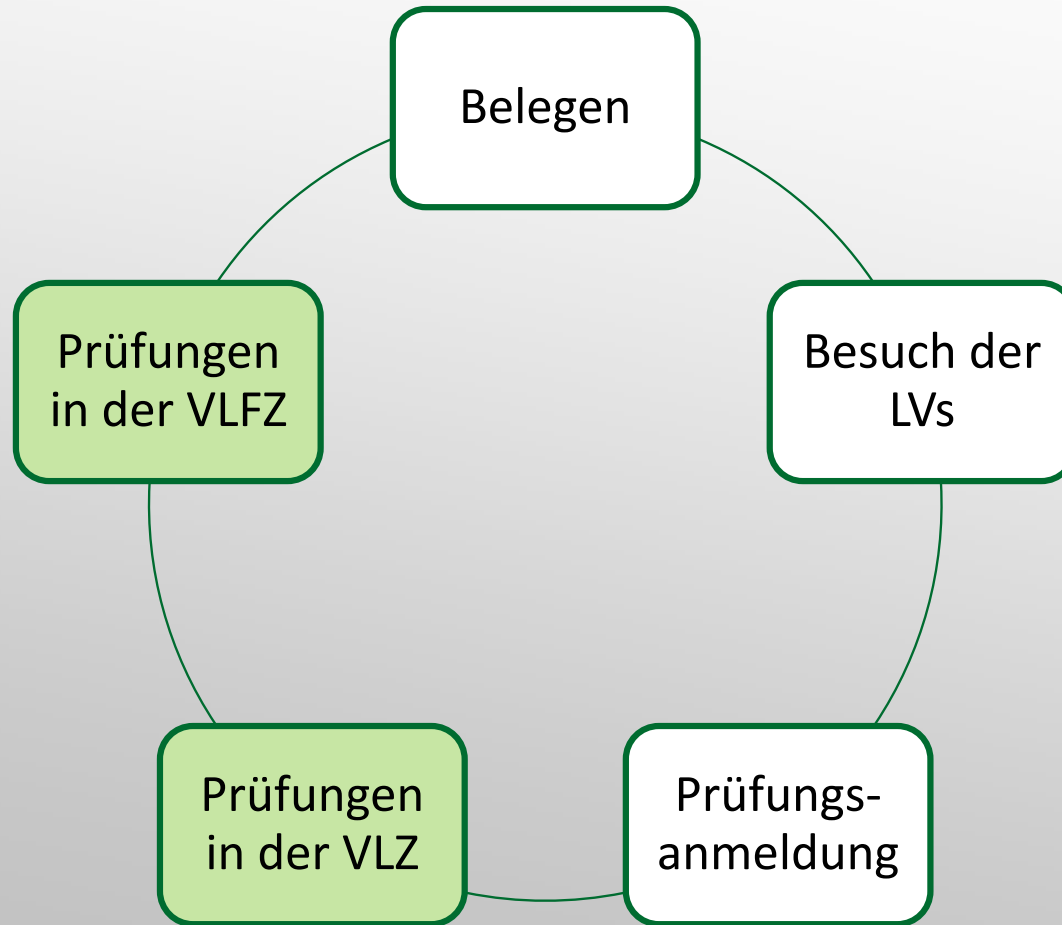 Belegen
Besuch der
LVs
Prüfungs-
anmeldung
Prüfungen
in der VLZ
Prüfungen
in der VLFZ